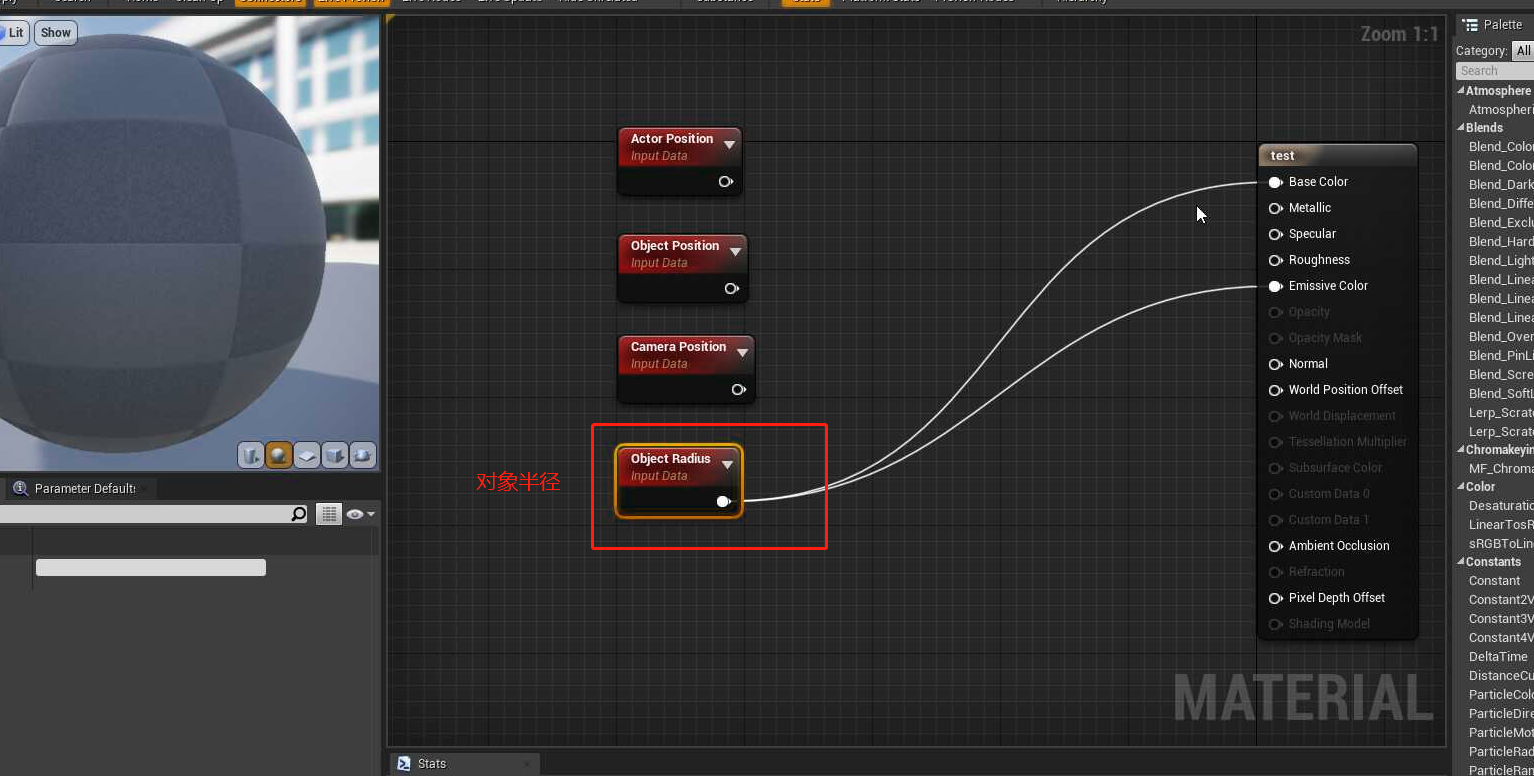 Lit
Show
Zoom 1:1
Palette
Category: All
Search
Atmosphere
Atmospheri
Blends
Blend_Color
Blend_Color
Blend_Dark
Blend_Diffe
Blend_Exclu
Blend_Hard
Blend_Light
Blend_Linea
Blend_Linea
Blend_Linea
Blend_Over
Blend_PinLi
Blend_Scre
Blend_SoftL
Lerp_Scrato
Lerp_Scrato
Chromakeyin
MF_Chroma
Color
Desaturatio
LinearTosR
sRGBToLine
Constants
Constant
Constant2V
Constant3V
Constant4V
DeltaTime
DistanceCu
ParticleColo
ParticleDire
ParticleMot
ParticleRad
ParticleRan
Actor Position
Input Data
Object Position
Input Data
Camera Position
Input Data
对象半径
Object Radius
Input Data
test
Base Color
Metallic
Specular
Roughness
Emissive Color
Opacity
Opacity Mask
Normal
World Position Offset
World Displacement
Tessellation Multiplier
Subsurface Color
Custom Data 0
Custom Data 1
Ambient Occlusion
Refraction
Pixel Depth Offset
Shading Model
MATERIAL
Parameter Default
Stats